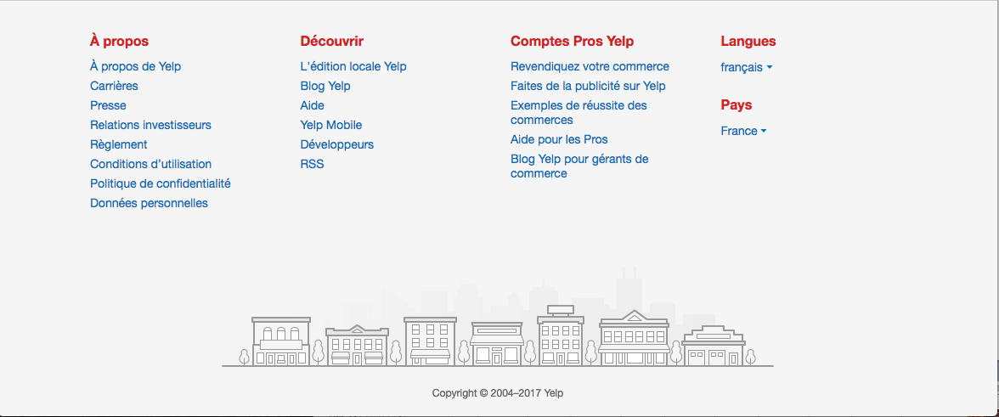 À propos
À propos de Yelp
Carrières
Presse
Relations investisseurs
Règlement
Conditions d'utilisation
Politique de confidentialité
Données personnelles
Découvrir
L'édition locale Yelp
Blog Yelp
Aide
Yelp Mobile
Développeurs
RSS
Comptes Pros Yelp
Revendiquez votre commerce
Faites de la publicité sur Yelp
Exemples de réussite des
commerces
Aide pour les Pros
Blog Yelp pour gérants de
commerce
Langues
français
Pays
France
Copyright © 2004–2017 Yelp